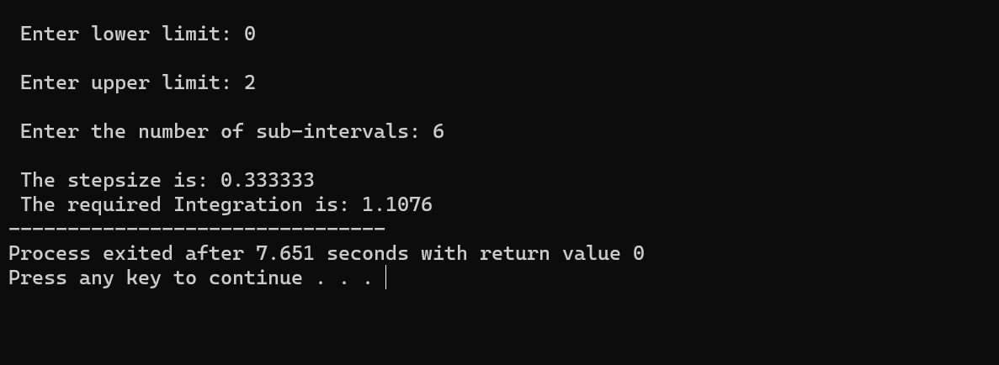 Enter lower limit: 0
Enter upper limit: 2
Enter the number of sub-intervals: 6
The stepsize is: 0.333333
The required Integration is: 1.1076
--------------------------------
Process exited after 7.651 seconds with return value 0
Press any key to continue . . .